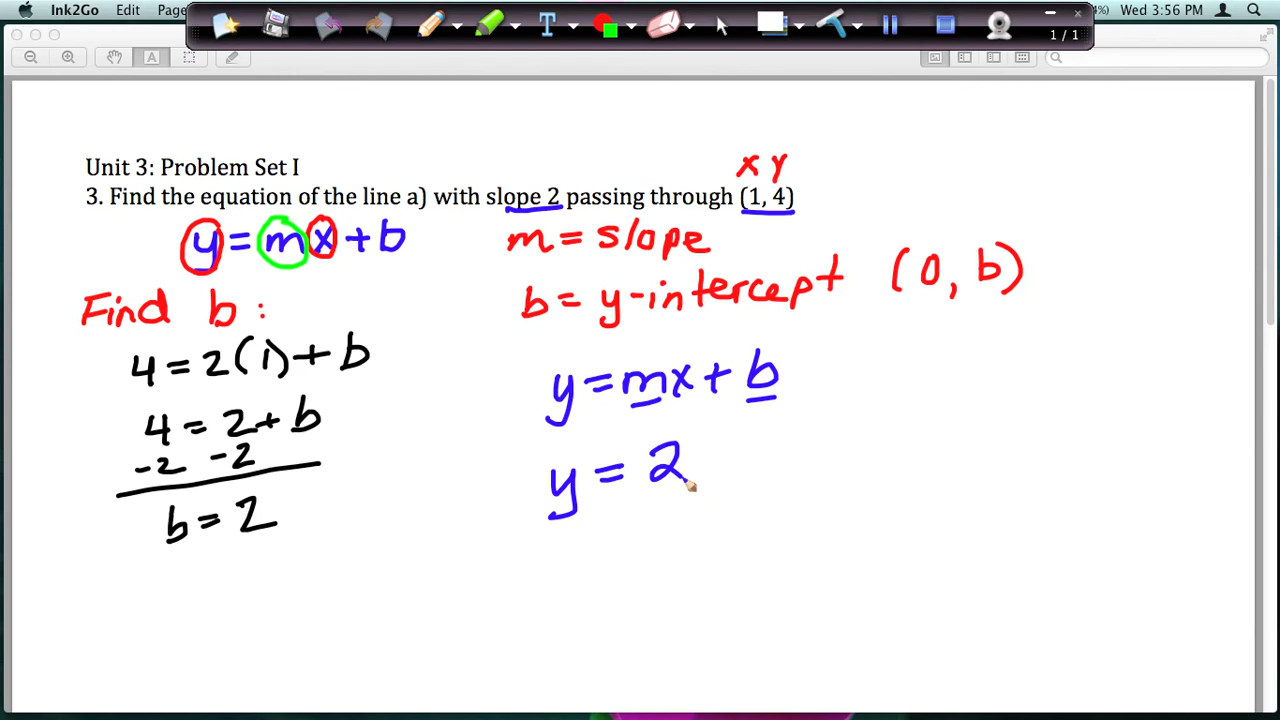 Ink2Go Edit Page 4%) Wed 3:56 PM
T 1/1
A
Unit 3: Problem Set I
x y
3. Find the equation of the line a) with slope 2 passing through (1, 4)
y = mx + b
m = slope
b = y-intercept (0, b)
Find b :
4 = 2(1) + b
4 = 2 + b
-2 -2
b = 2
y = mx + b
y = 2